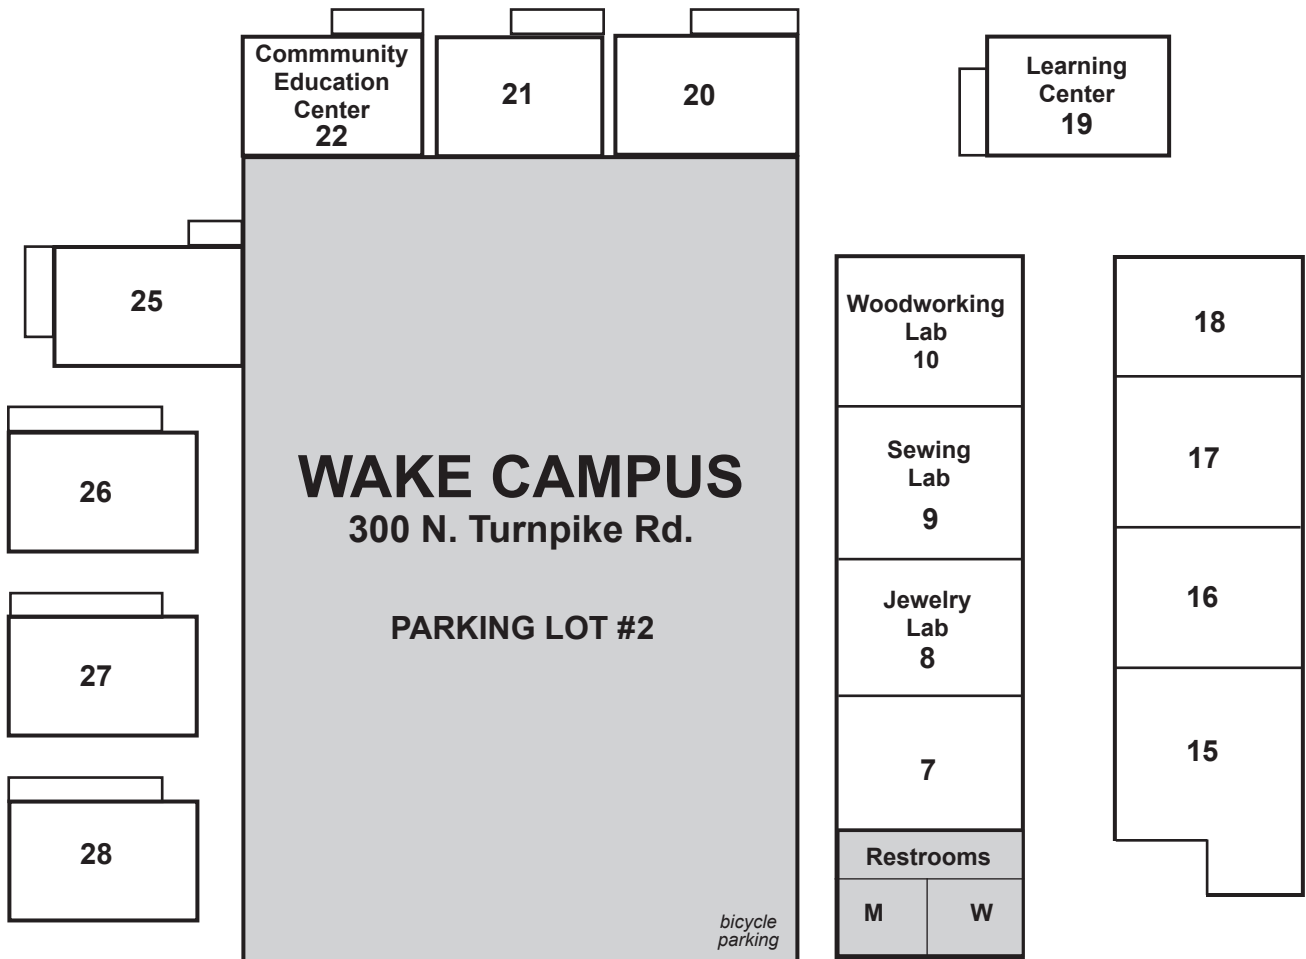 Commmunity
Education
Center
22
21
20
Learning
Center
19
25
Woodworking
Lab
10
18
26
WAKE CAMPUS
300 N. Turnpike Rd.
Sewing
Lab
9
17
27
PARKING LOT #2
Jewelry
Lab
8
16
28
7
15
Restrooms
M
W
bicycle
parking